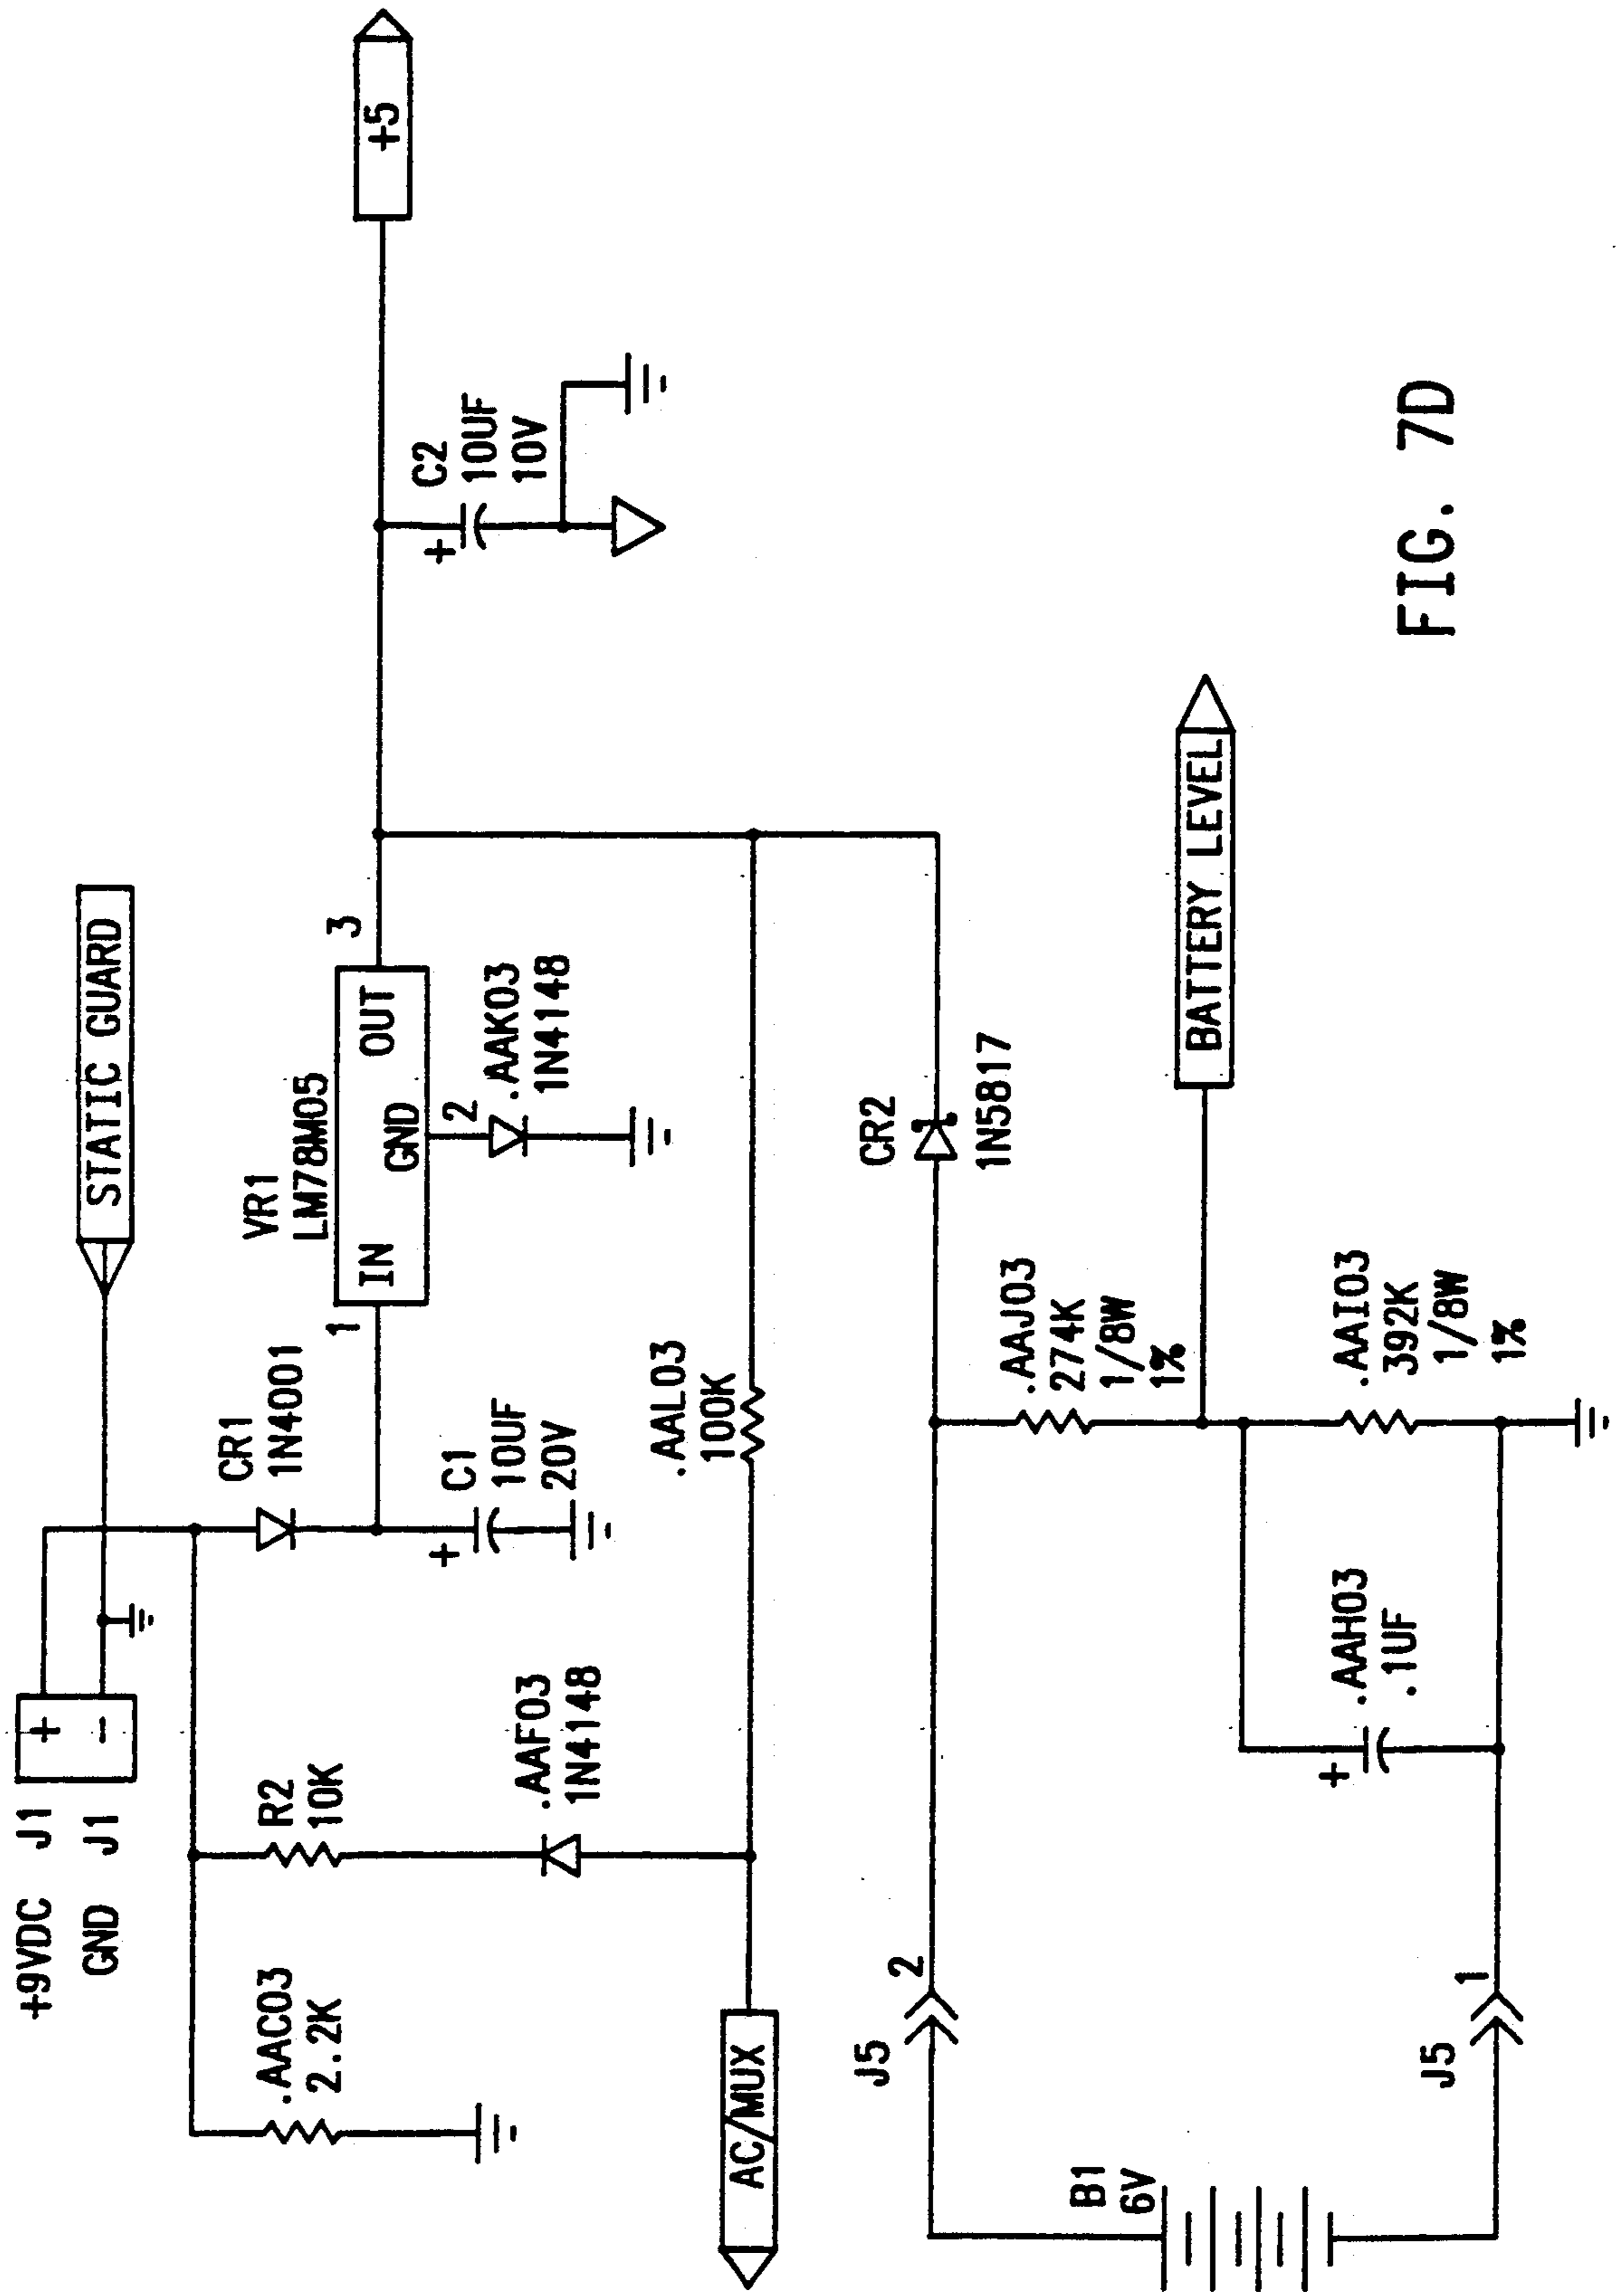 +9VDC J1
+
GND J1
-
STATIC GUARD
+5
CR1
1N4001
VR1
LM78M05
1
IN
OUT
3
GND
2
.AAK03
1N4148
C1
10UF
20V
+
C2
10UF
10V
+
R2
10K
.AAC03
2.2K
.AAF03
1N4148
.AAL03
100K
AC/MUX
CR2
1N5817
J5
2
B1
6V
.AAJ03
274K
1/8W
1%
BATTERY LEVEL
.AAH03
.1UF
+
.AAI03
392K
1/8W
1%
J5
1
FIG. 7D